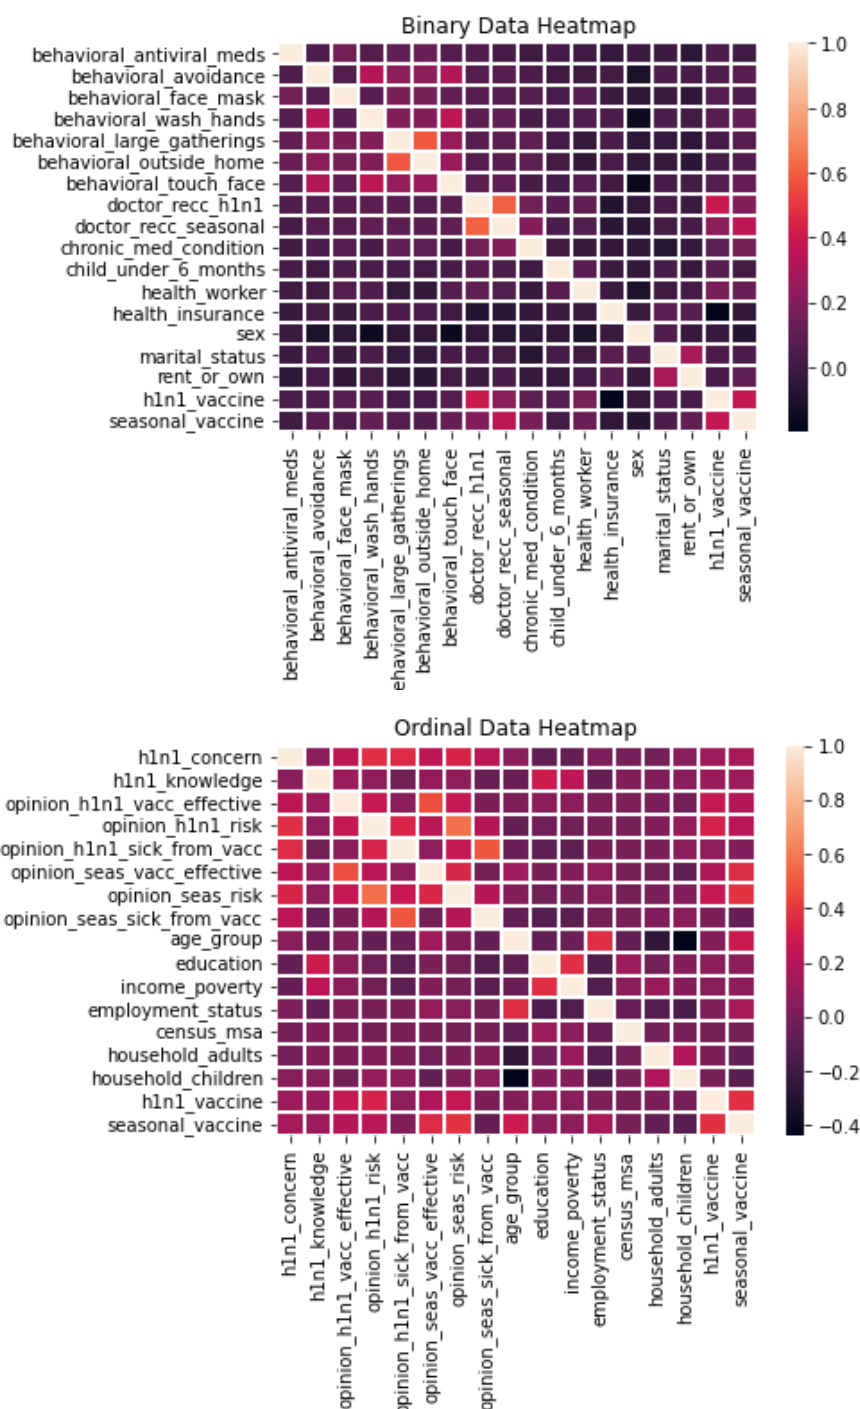 Binary Data Heatmap
behavioral_antiviral_meds
behavioral_avoidance
behavioral_face_mask
behavioral_wash_hands
behavioral_large_gatherings
behavioral_outside_home
behavioral_touch_face
doctor_recc_h1n1
doctor_recc_seasonal
chronic_med_condition
child_under_6_months
health_worker
health_insurance
sex
marital_status
rent_or_own
h1n1_vaccine
seasonal_vaccine
1.0
0.8
0.6
0.4
0.2
0.0
behavioral_antiviral_meds
behavioral_avoidance
behavioral_face_mask
behavioral_wash_hands
ehavioral_large_gatherings
behavioral_outside_home
behavioral_touch_face
doctor_recc_h1n1
doctor_recc_seasonal
chronic_med_condition
child_under_6_months
health_worker
health_insurance
sex
marital_status
rent_or_own
h1n1_vaccine
seasonal_vaccine
Ordinal Data Heatmap
h1n1_concern
h1n1_knowledge
opinion_h1n1_vacc_effective
opinion_h1n1_risk
opinion_h1n1_sick_from_vacc
opinion_seas_vacc_effective
opinion_seas_risk
opinion_seas_sick_from_vacc
age_group
education
income_poverty
employment_status
census_msa
household_adults
household_children
h1n1_vaccine
seasonal_vaccine
1.0
0.8
0.6
0.4
0.2
0.0
−0.2
−0.4
h1n1_concern
h1n1_knowledge
opinion_h1n1_vacc_effective
opinion_h1n1_risk
opinion_h1n1_sick_from_vacc
opinion_seas_vacc_effective
opinion_seas_risk
opinion_seas_sick_from_vacc
age_group
education
income_poverty
employment_status
census_msa
household_adults
household_children
h1n1_vaccine
seasonal_vaccine